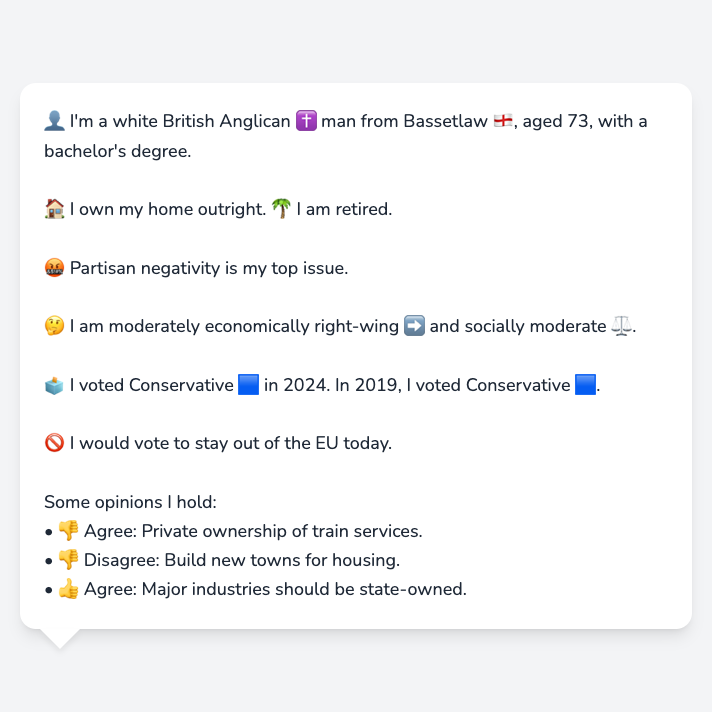 👤 I'm a white British Anglican ✝️ man from Bassetlaw 🏴󠁧󠁢󠁥󠁮󠁧󠁿, aged 73, with a
bachelor's degree.
🏠 I own my home outright. 🌴 I am retired.
🤬 Partisan negativity is my top issue.
🤔 I am moderately economically right-wing ➡️ and socially moderate ⚖️.
🗳️ I voted Conservative 🟦 in 2024. In 2019, I voted Conservative 🟦.
🚫 I would vote to stay out of the EU today.
Some opinions I hold:
• 👎 Agree: Private ownership of train services.
• 👎 Disagree: Build new towns for housing.
• 👍 Agree: Major industries should be state-owned.